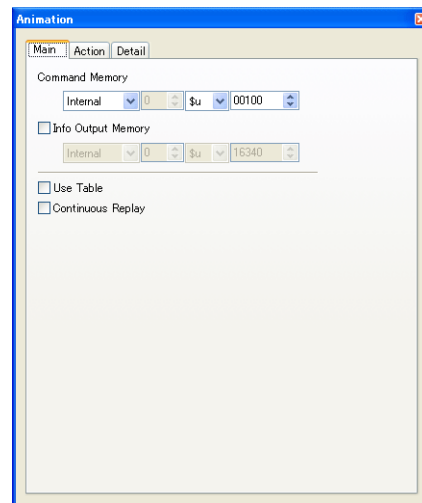 Animation
Main Action Detail
Command Memory
Internal 0 $u 00100
Info Output Memory
Internal 0 $u 16340
Use Table
Continuous Replay